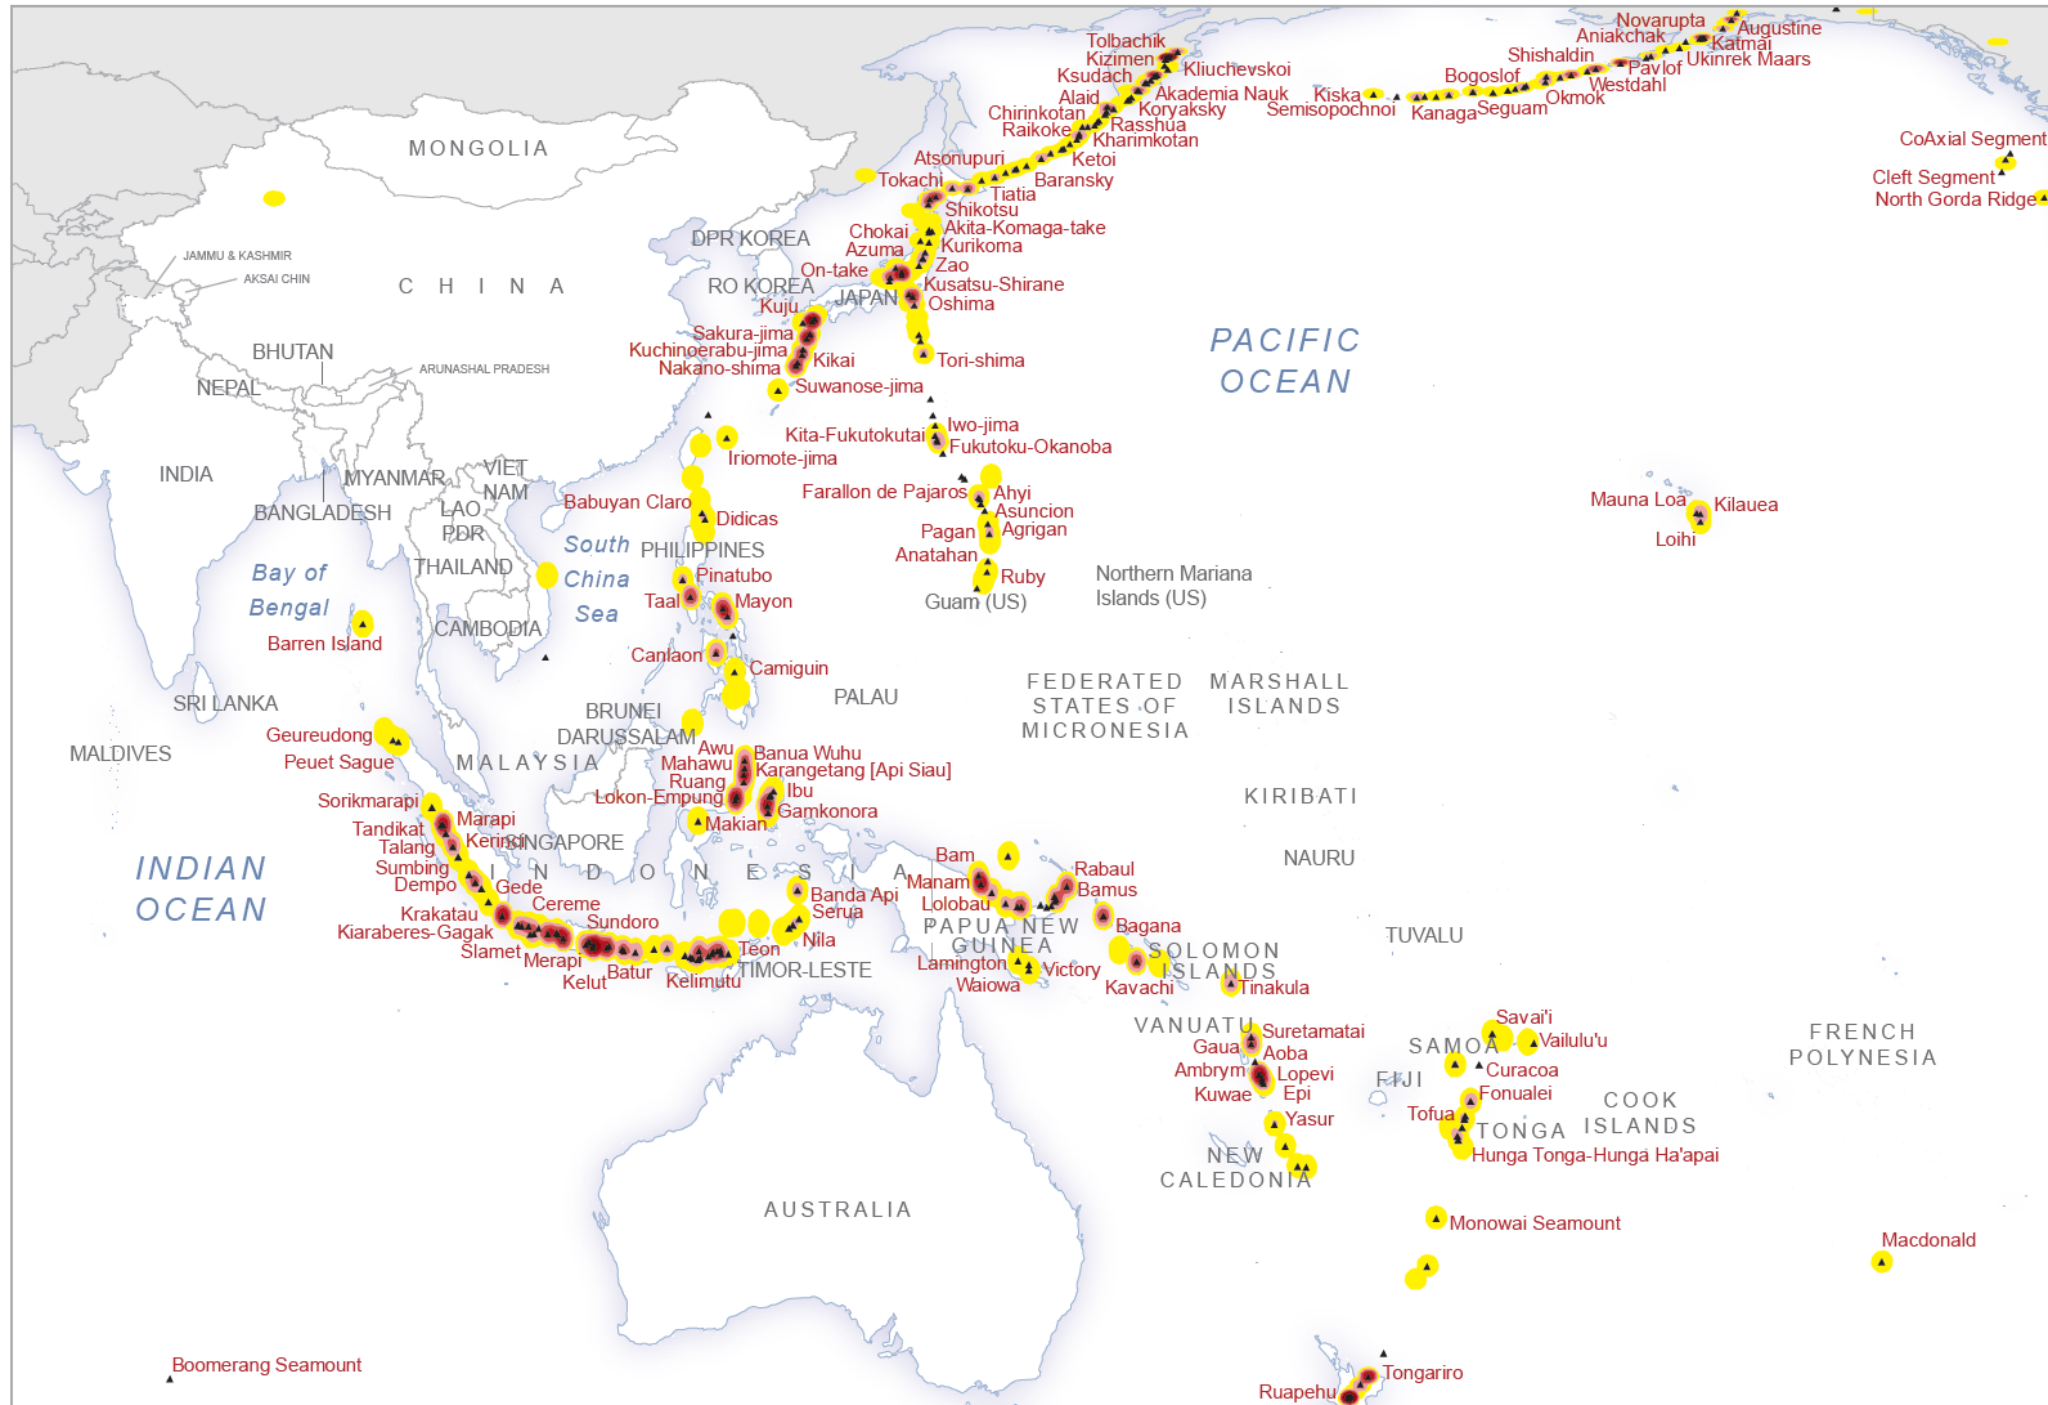 Novarupta
Augustine
Aniakchak
Katmai
Tolbachik
Kizimen
Shishaldin
Ukinrek Maars
Pavlof
Ksudach
Kliuchevskoi
Bogoslof
Westdahl
Alaid
Akademia Nauk
Kiska
Okmok
Chirinkotan
Koryaksky
Semisopochnoi
Kanaga
Seguam
Raikoke
Rasshua
Kharimkotan
CoAxial Segment
MONGOLIA
Atsonupuri
Ketoi
Tokachi
Baransky
Cleft Segment
Tiatia
North Gorda Ridge
Shikotsu
Chokai
Akita-Komaga-take
DPR KOREA
Azuma
Kurikoma
JAMMU & KASHMIR
Zao
On-take
AKSAI CHIN
CHINA
RO KOREA
Kusatsu-Shirane
JAPAN
Oshima
Kuju
Sakura-jima
PACIFIC
OCEAN
BHUTAN
Kuchinoerabu-jima
Kikai
Tori-shima
ARUNASHAL PRADESH
Nakano-shima
NEPAL
Suwanose-jima
Iwo-jima
Kita-Fukutokutai
Fukutoku-Okanoba
Iriomote-jima
INDIA
MYANMAR
VIET
NAM
Farallon de Pajaros
Ahyi
Babuyan Claro
Mauna Loa
Kilauea
BANGLADESH
LAO
PDR
Asuncion
Didicas
Pagan
Agrigan
Loihi
South
China
Sea
PHILIPPINES
Anatahan
THAILAND
Bay of
Bengal
Pinatubo
Ruby
Northern Mariana
Islands (US)
Taal
Mayon
Guam (US)
CAMBODIA
Barren Island
Canlaon
Camiguin
FEDERATED
STATES OF
MICRONESIA
MARSHALL
ISLANDS
PALAU
SRI LANKA
BRUNEI
DARUSSALAM
Geureudong
MALDIVES
Peuet Sague
MALAYSIA
Awu
Banua Wuhu
Mahawu
Karangetang [Api Siau]
Ruang
Ibu
Lokon-Empung
Gamkonora
KIRIBATI
Sorikmarapi
Marapi
Makian
Tandikat
Talang
SINGAPORE
NAURU
Bam
Sumbing
INDONESIA
Rabaul
INDIAN
OCEAN
Dempo
Gede
Manam
Bamus
Banda Api
Cereme
Lolobau
Krakatau
Serua
Sundoro
PAPUA NEW
GUINEA
Bagana
Kiaraberes-Gagak
Nila
TUVALU
Slamet
Teon
SOLOMON
ISLANDS
Merapi
Batur
TIMOR-LESTE
Lamington
Victory
Kelut
Kelimutu
Waiowa
Kavachi
Tinakula
Savai'i
VANUATU
Suretamatai
FRENCH
POLYNESIA
Gaua
Aoba
SAMOA
Vailulu'u
Ambrym
Lopevi
Curacoa
FIJI
Kuwae
Epi
Fonualei
COOK
ISLANDS
Tofua
Yasur
TONGA
NEW
CALEDONIA
Hunga Tonga-Hunga Ha'apai
AUSTRALIA
Monowai Seamount
Macdonald
Boomerang Seamount
Tongariro
Ruapehu